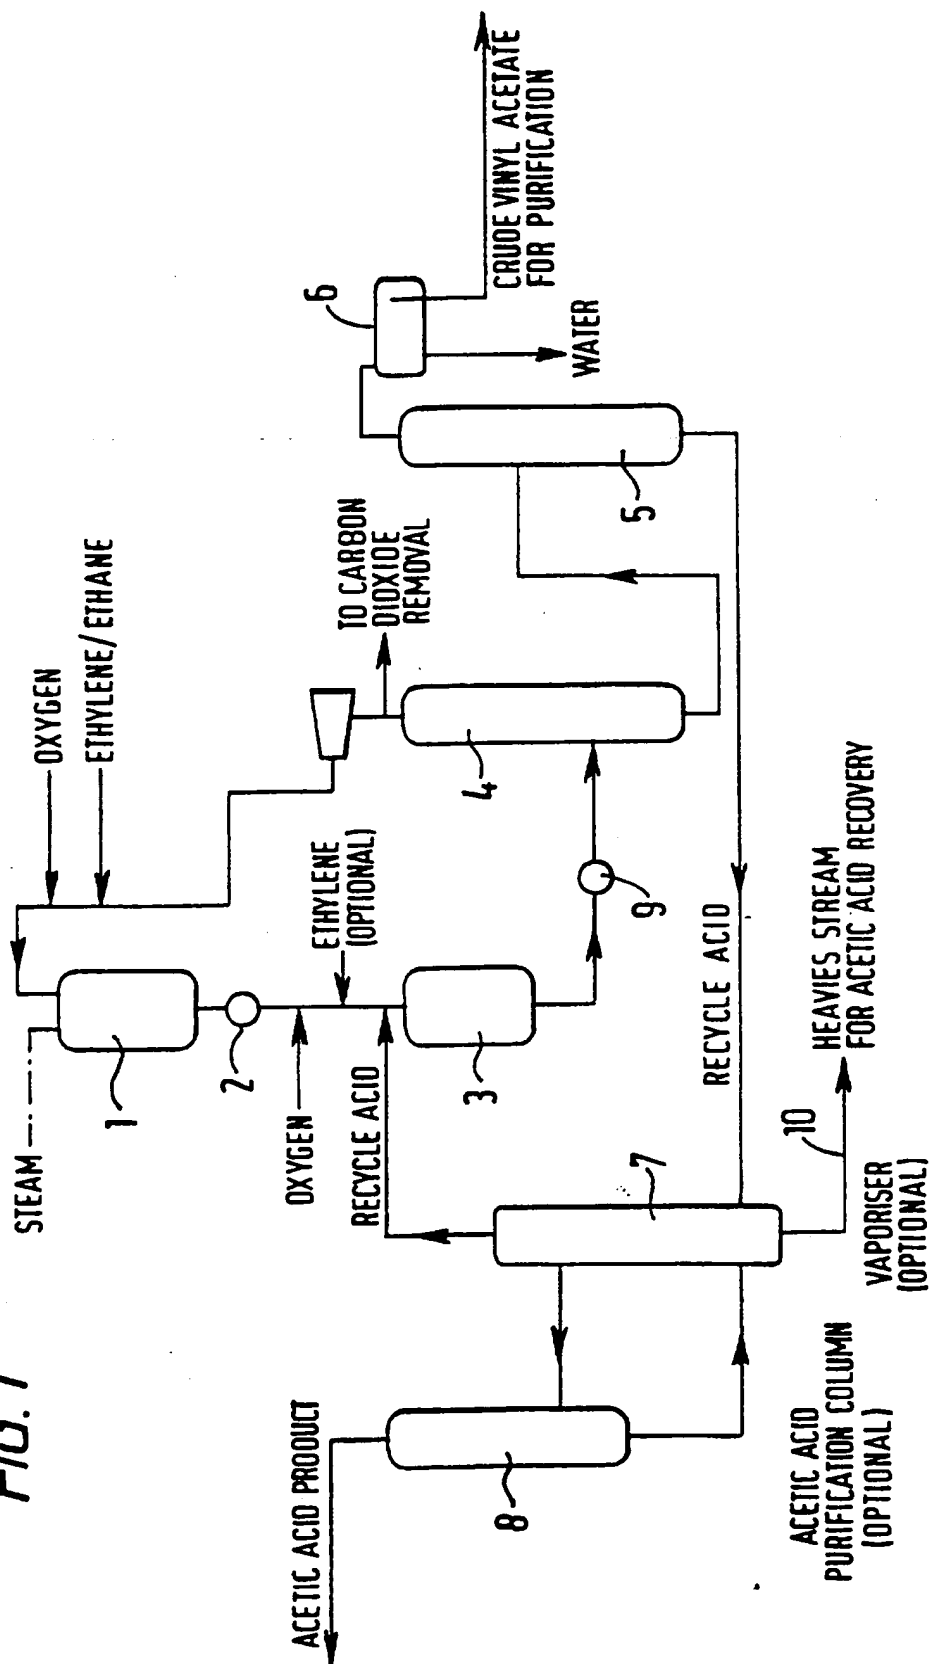 FIG. 1
STEAM
OXYGEN
ETHYLENE/ETHANE
1
2
OXYGEN
ETHYLENE
(OPTIONAL)
RECYCLE ACID
3
TO CARBON
DIOXIDE
REMOVAL
4
9
5
6
WATER
CRUDE VINYL ACETATE
FOR PURIFICATION
RECYCLE ACID
7
8
ACETIC ACID PRODUCT
10
HEAVIES STREAM
FOR ACETIC ACID RECOVERY
VAPORISER
(OPTIONAL)
ACETIC ACID
PURIFICATION COLUMN
(OPTIONAL)